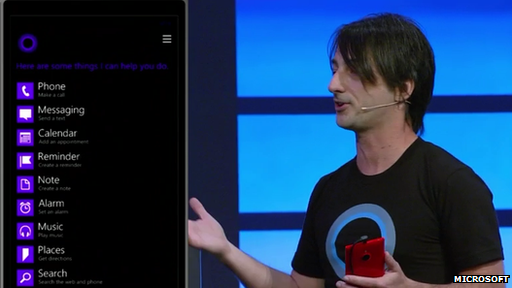 Here are some things I can help you do:
Phone
Make a call
Messaging
Send a text
Calendar
Add an appointment
Reminder
Create a reminder
Note
Create a note
Alarm
Set an alarm
Music
Play music
Places
Get directions
Search
Search the web and phone
MICROSOFT